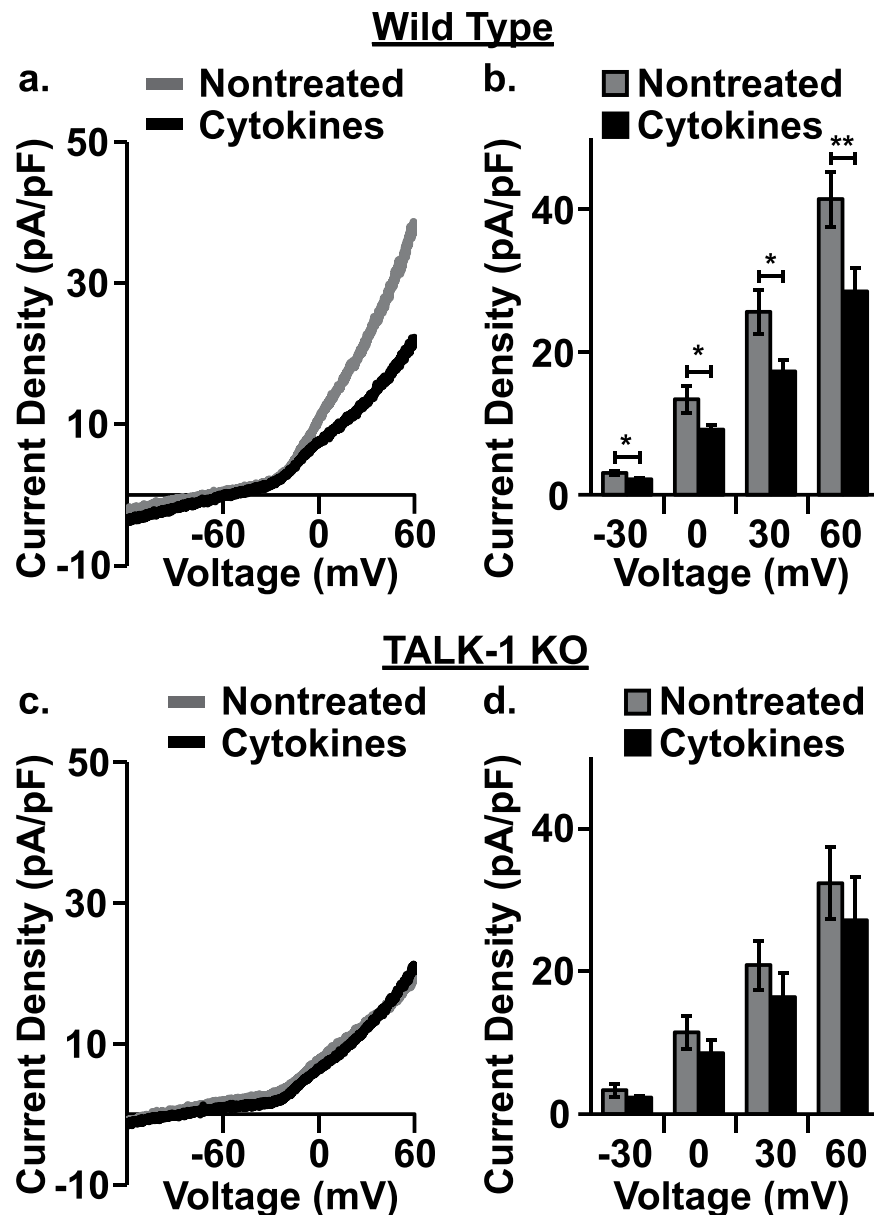 Wild Type
a.
Nontreated
Cytokines
Current Density (pA/pF)
50
30
10
-10
-60
0
60
Voltage (mV)
b.
Nontreated
Cytokines
Current Density (pA/pF)
40
20
0
*
*
*
**
-30
0
30
60
Voltage (mV)
TALK-1 KO
c.
Nontreated
Cytokines
Current Density (pA/pF)
50
30
10
-10
-60
0
60
Voltage (mV)
d.
Nontreated
Cytokines
Current Density (pA/pF)
40
20
0
-30
0
30
60
Voltage (mV)